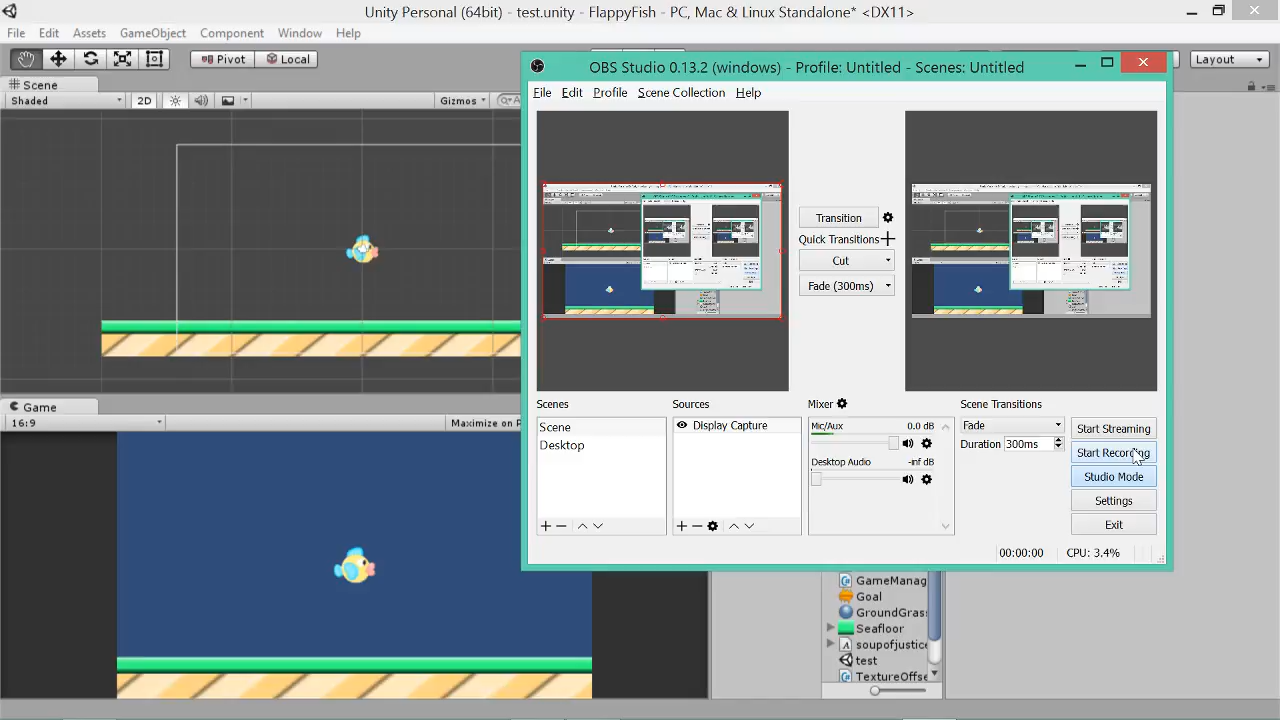 Unity Personal (64bit) - test.unity - FlappyFish - PC, Mac & Linux Standalone* <DX11>
File Edit Assets GameObject Component Window Help
Pivot Local Layout
Scene
Shaded 2D Gizmos
OBS Studio 0.13.2 (windows) - Profile: Untitled - Scenes: Untitled
File Edit Profile Scene Collection Help
Transition
Quick Transitions
Cut
Fade (300ms)
Game
16:9 Maximize on P
Scenes Sources Mixer Scene Transitions
Scene
Desktop
Display Capture
Mic/Aux 0.0 dB
Desktop Audio -inf dB
Fade
Duration 300ms
Start Streaming
Start Recording
Studio Mode
Settings
Exit
00:00:00 CPU: 3.4%
GameManag
Goal
GroundGras
Seafloor
soupofjustice
test
TextureOffse